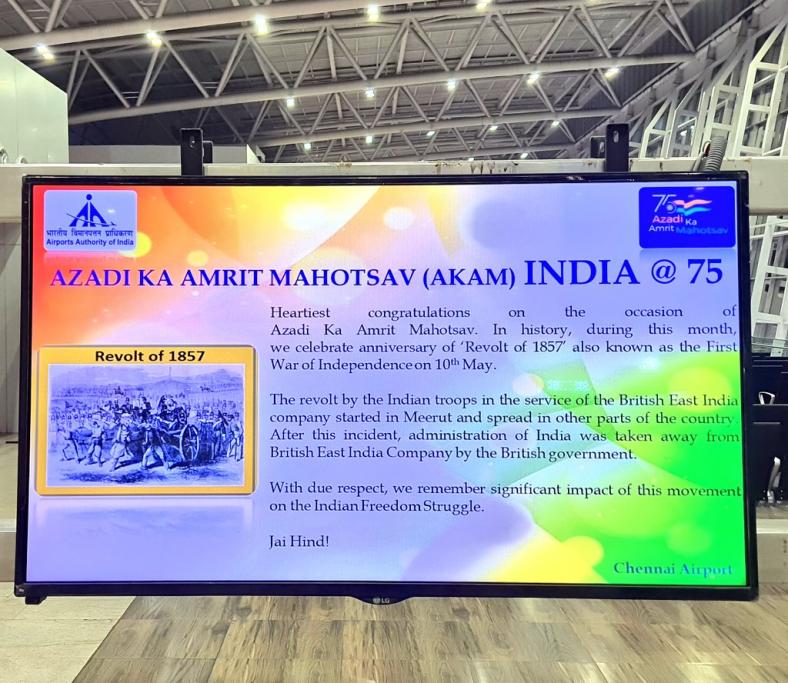 भारतीय विमानपत्तन प्राधिकरण
Airports Authority of India
75
Azadi Ka
Amrit Mahotsav
AZADI KA AMRIT MAHOTSAV (AKAM) INDIA @ 75
Revolt of 1857
Heartiest congratulations on the occasion of
Azadi Ka Amrit Mahotsav. In history, during this month,
we celebrate anniversary of ‘Revolt of 1857’ also known as the First
War of Independence on 10th May.
The revolt by the Indian troops in the service of the British East India
company started in Meerut and spread in other parts of the country.
After this incident, administration of India was taken away from
British East India Company by the British government.
With due respect, we remember significant impact of this movement
on the Indian Freedom Struggle.
Jai Hind!
Chennai Airport
LG